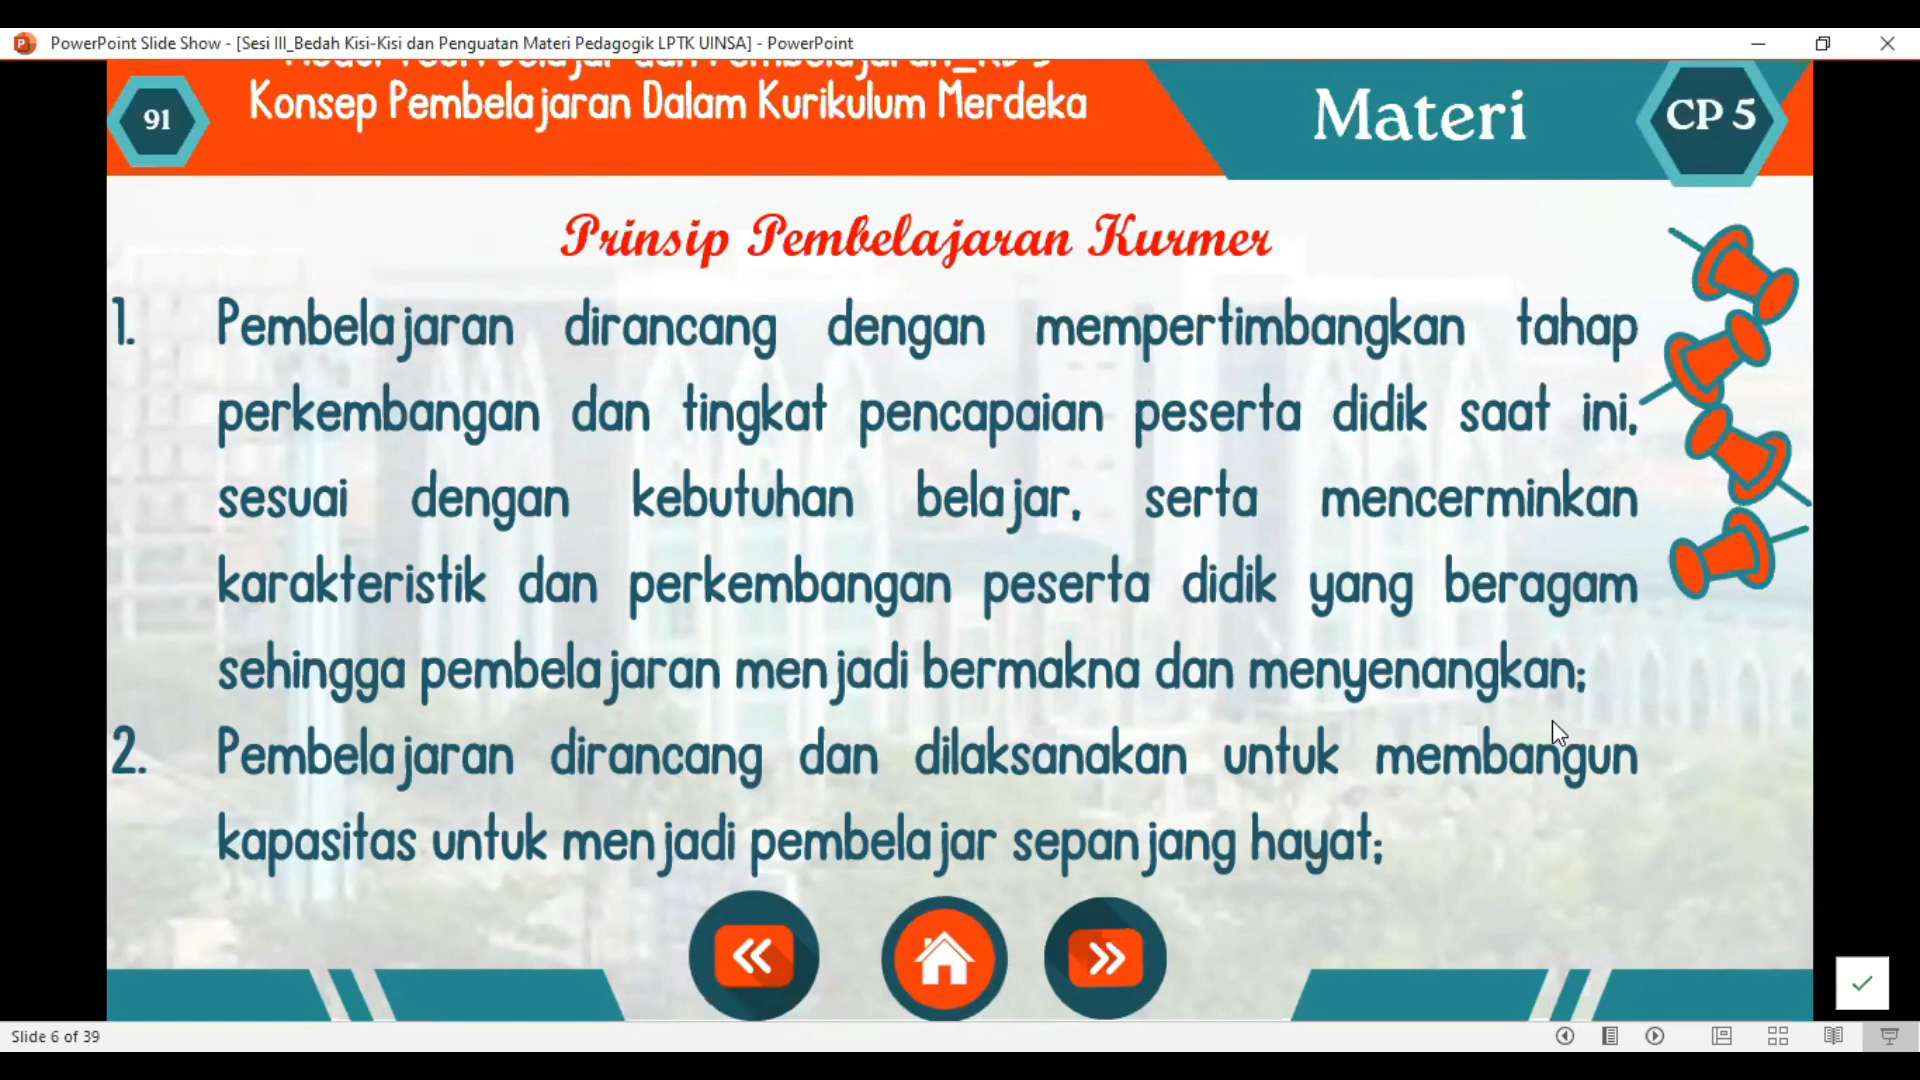 PowerPoint Slide Show - [Sesi III_Bedah Kisi-Kisi dan Penguatan Materi Pedagogik LPTK UINSA] - PowerPoint
91
Konsep Pembelajaran Dalam Kurikulum Merdeka
Materi
CP 5
Prinsip Pembelajaran Kurmer
1. Pembelajaran dirancang dengan mempertimbangkan tahap
perkembangan dan tingkat pencapaian peserta didik saat ini,
sesuai dengan kebutuhan belajar, serta mencerminkan
karakteristik dan perkembangan peserta didik yang beragam
sehingga pembelajaran menjadi bermakna dan menyenangkan;
2. Pembelajaran dirancang dan dilaksanakan untuk membangun
kapasitas untuk menjadi pembelajar sepanjang hayat;
Slide 6 of 39